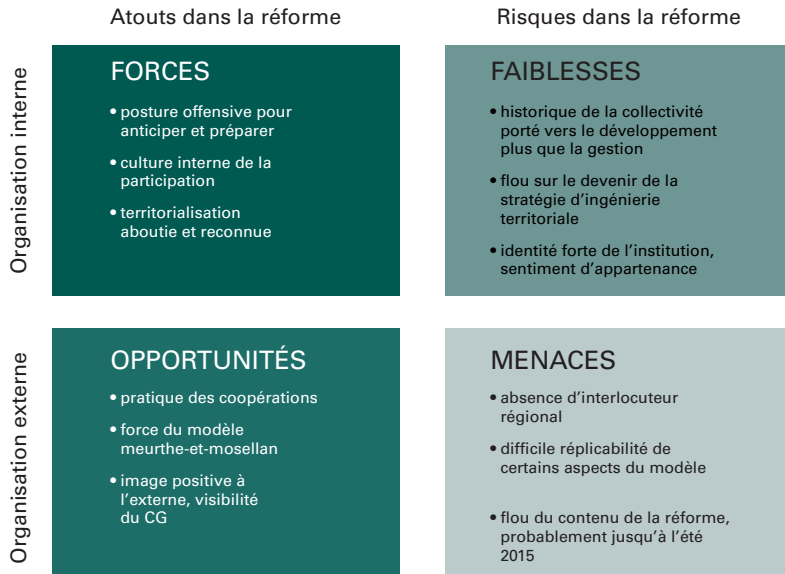 Atouts dans la réforme
Risques dans la réforme
Organisation interne
FORCES
• posture offensive pour
anticiper et préparer
• culture interne de la
participation
• territorialisation
aboutie et reconnue
FAIBLESSES
• historique de la collectivité
porté vers le développement
plus que la gestion
• flou sur le devenir de la
stratégie d’ingénierie
territoriale
• identité forte de l’institution,
sentiment d’appartenance
Organisation externe
OPPORTUNITÉS
• pratique des coopérations
• force du modèle
meurthe-et-mosellan
• image positive à
l’externe, visibilité
du CG
MENACES
• absence d’interlocuteur
régional
• difficile réplicabilité de
certains aspects du modèle
• flou du contenu de la réforme,
probablement jusqu’à l’été
2015